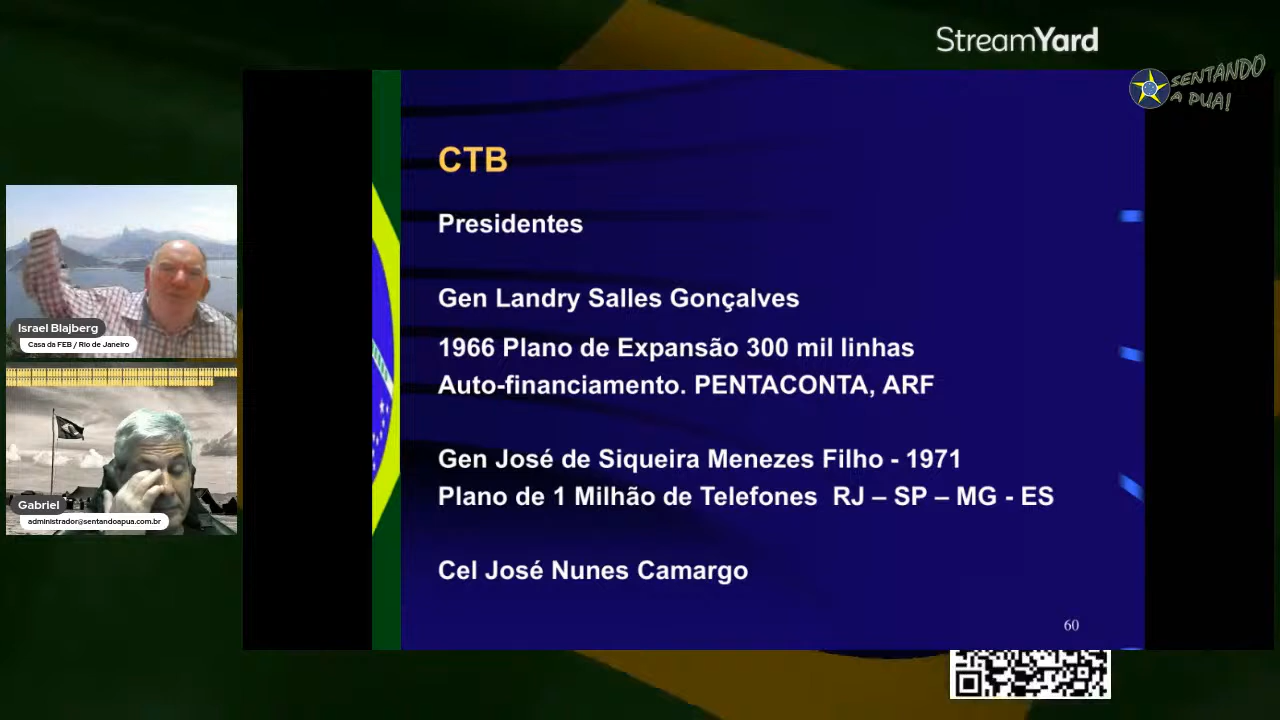 StreamYard
SENTANDO
A PUA!
CTB
Presidentes
Gen Landry Salles Gonçalves
1966 Plano de Expansão 300 mil linhas
Auto-financiamento. PENTACONTA, ARF
Gen José de Siqueira Menezes Filho - 1971
Plano de 1 Milhão de Telefones RJ – SP – MG - ES
Cel José Nunes Camargo
60
Israel Blajberg
Casa da FEB / Rio de Janeiro
Gabriel
administrador@sentandoapua.com.br